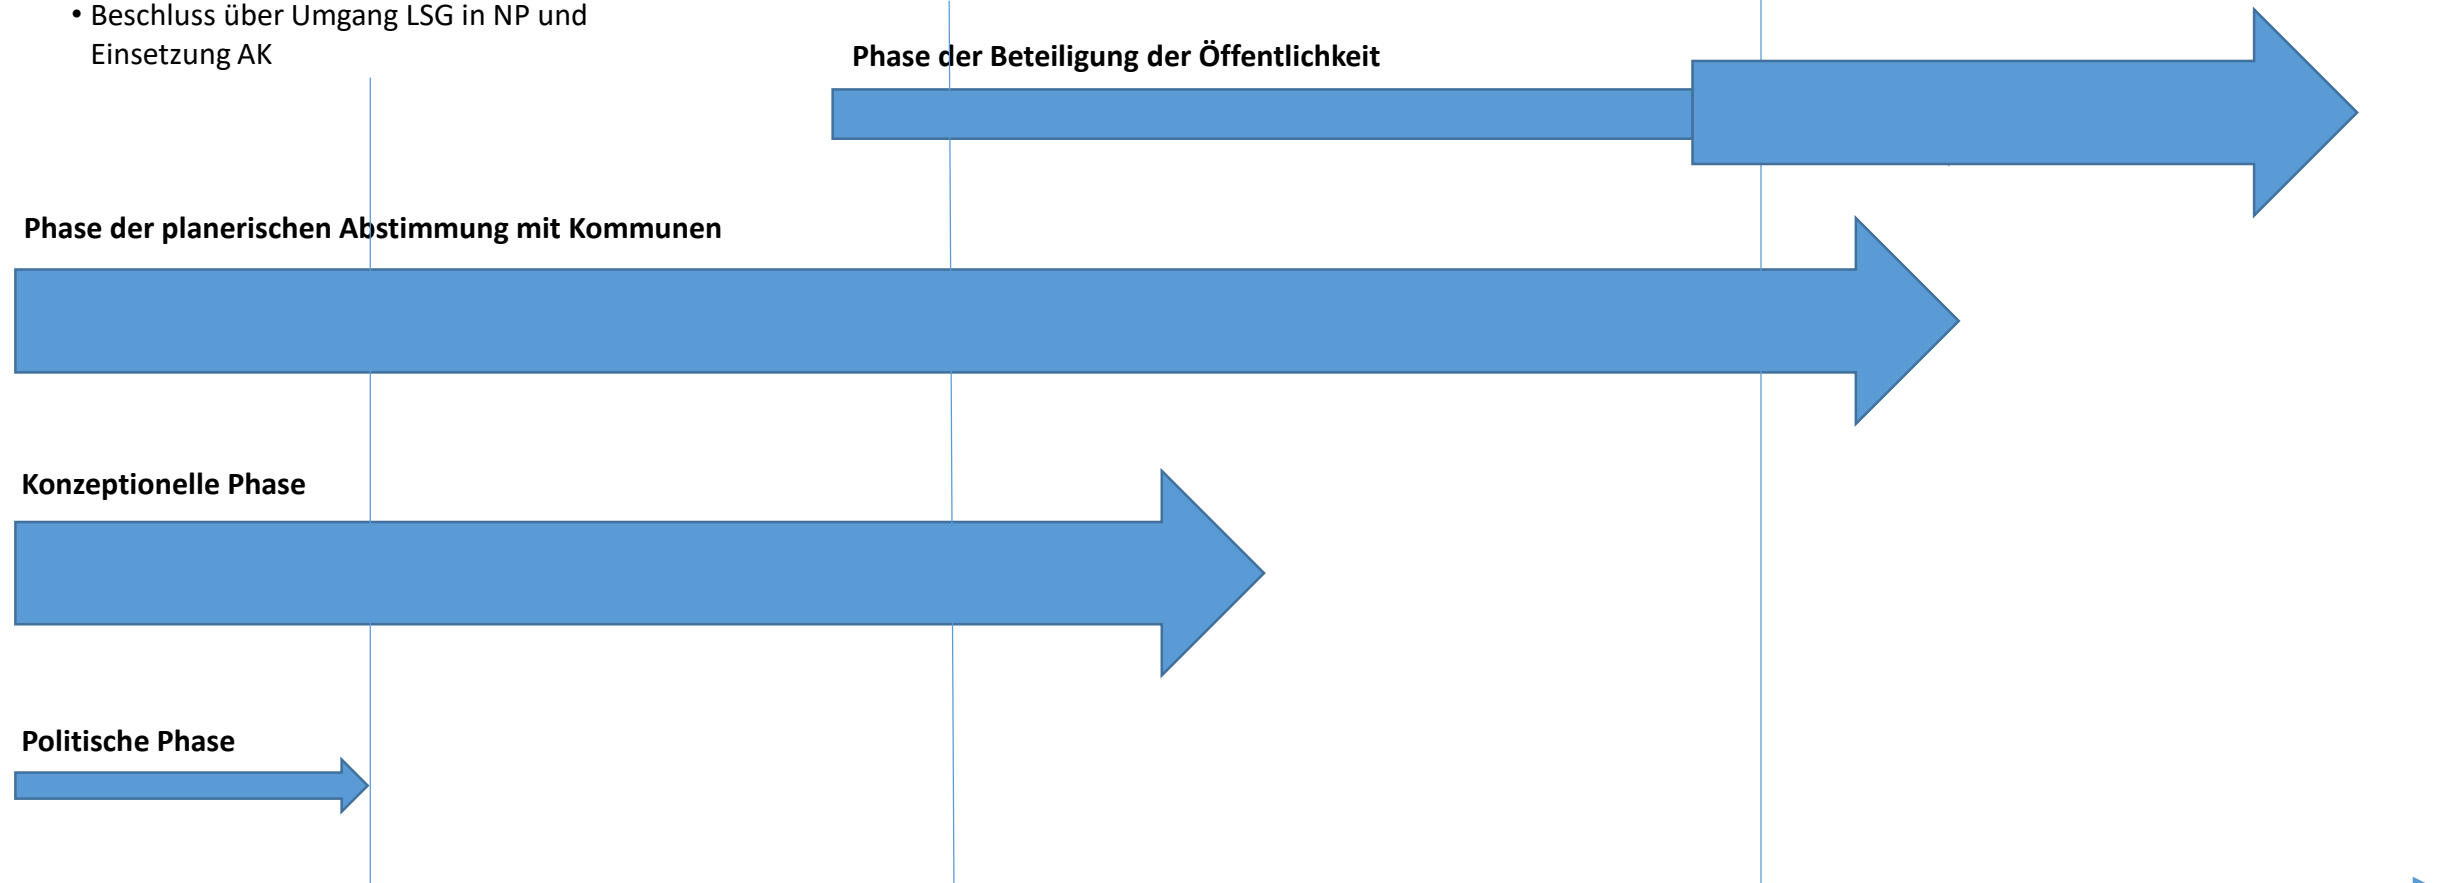 • Beschluss über Umgang LSG in NP und
Einsetzung AK
Phase der Beteiligung der Öffentlichkeit
Phase der planerischen Abstimmung mit Kommunen
Konzeptionelle Phase
Politische Phase